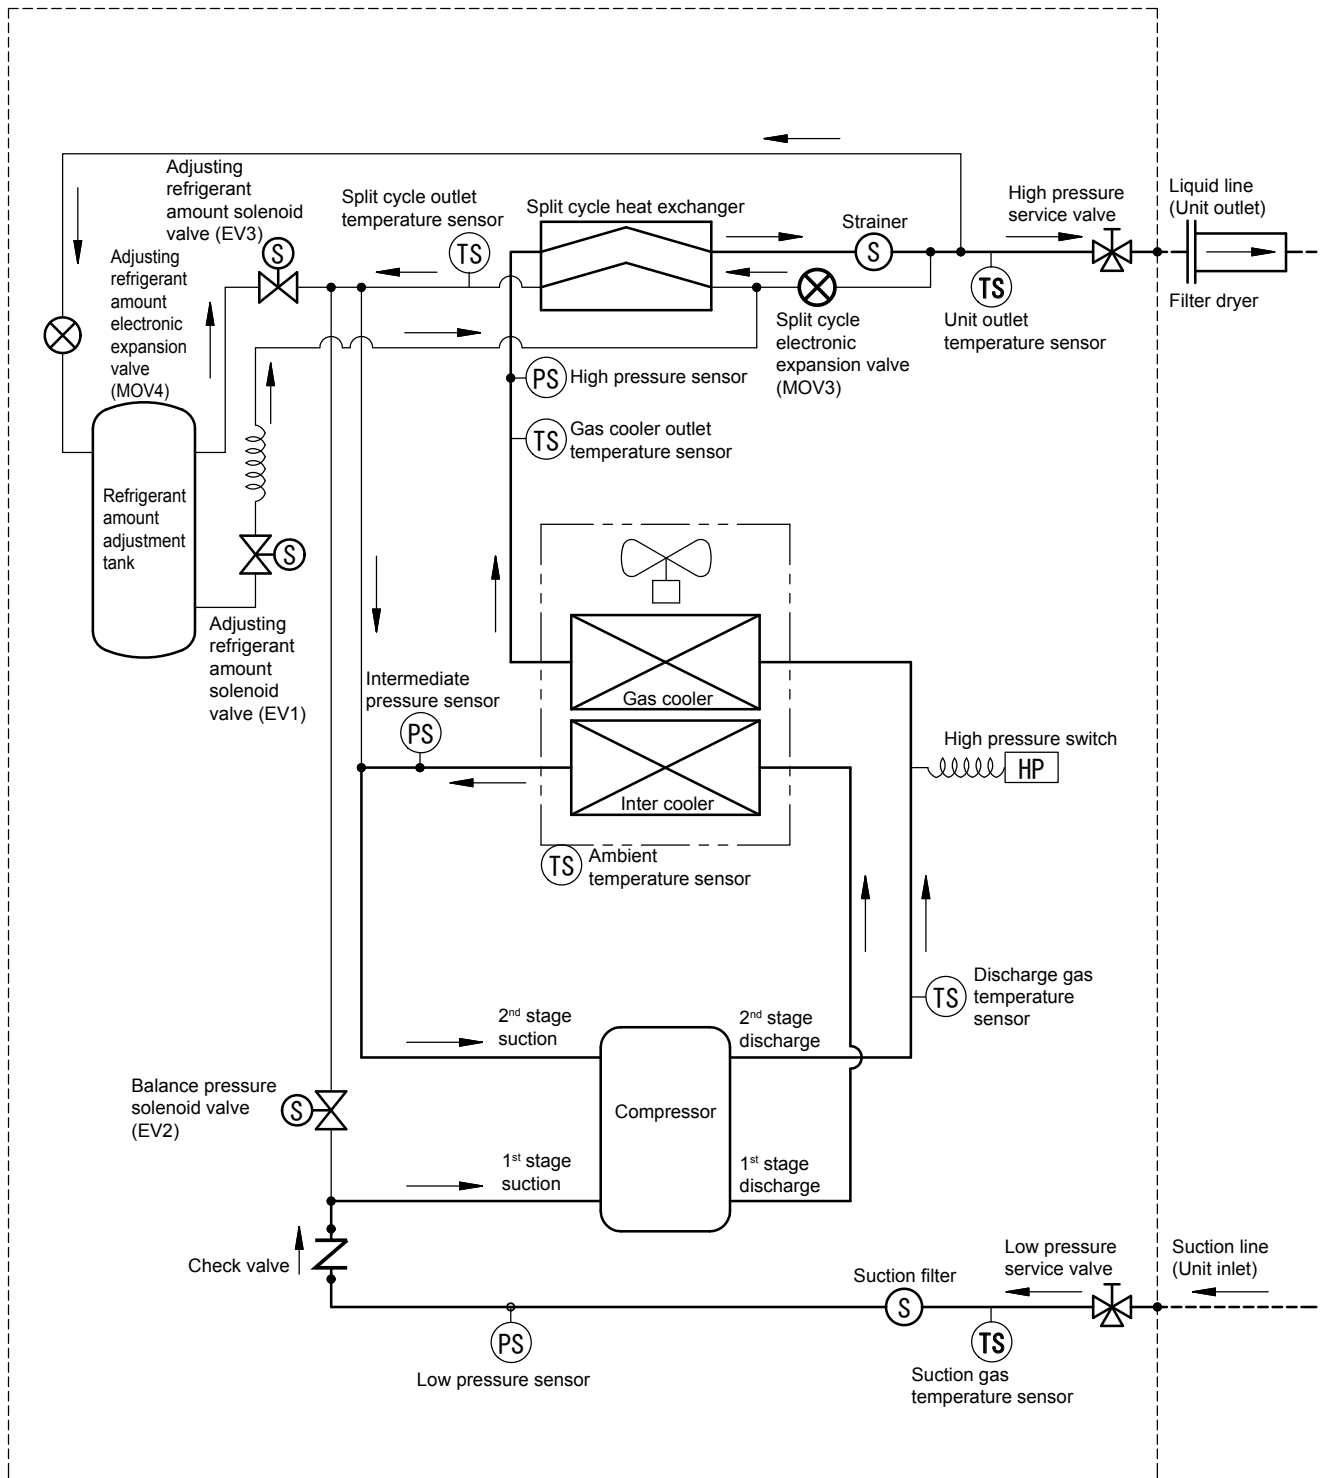 Adjusting
refrigerant
amount solenoid
valve (EV3)
S
Adjusting
refrigerant
amount
electronic
expansion
valve
(MOV4)
Split cycle outlet
temperature sensor
TS
Split cycle heat exchanger
Strainer
S
High pressure
service valve
Liquid line
(Unit outlet)
Filter dryer
TS
Unit outlet
temperature sensor
Split cycle
electronic
expansion valve
(MOV3)
PS
High pressure sensor
TS
Gas cooler outlet
temperature sensor
Refrigerant
amount
adjustment
tank
S
Adjusting
refrigerant
amount
solenoid
valve (EV1)
Intermediate
pressure sensor
PS
Gas cooler
Inter cooler
High pressure switch
HP
TS
Ambient
temperature sensor
TS
Discharge gas
temperature
sensor
2nd stage
suction
2nd stage
discharge
Balance pressure
solenoid valve
(EV2)
S
Compressor
1st stage
suction
1st stage
discharge
Check valve
Suction filter
S
Low pressure
service valve
Suction line
(Unit inlet)
PS
Low pressure sensor
TS
Suction gas
temperature sensor